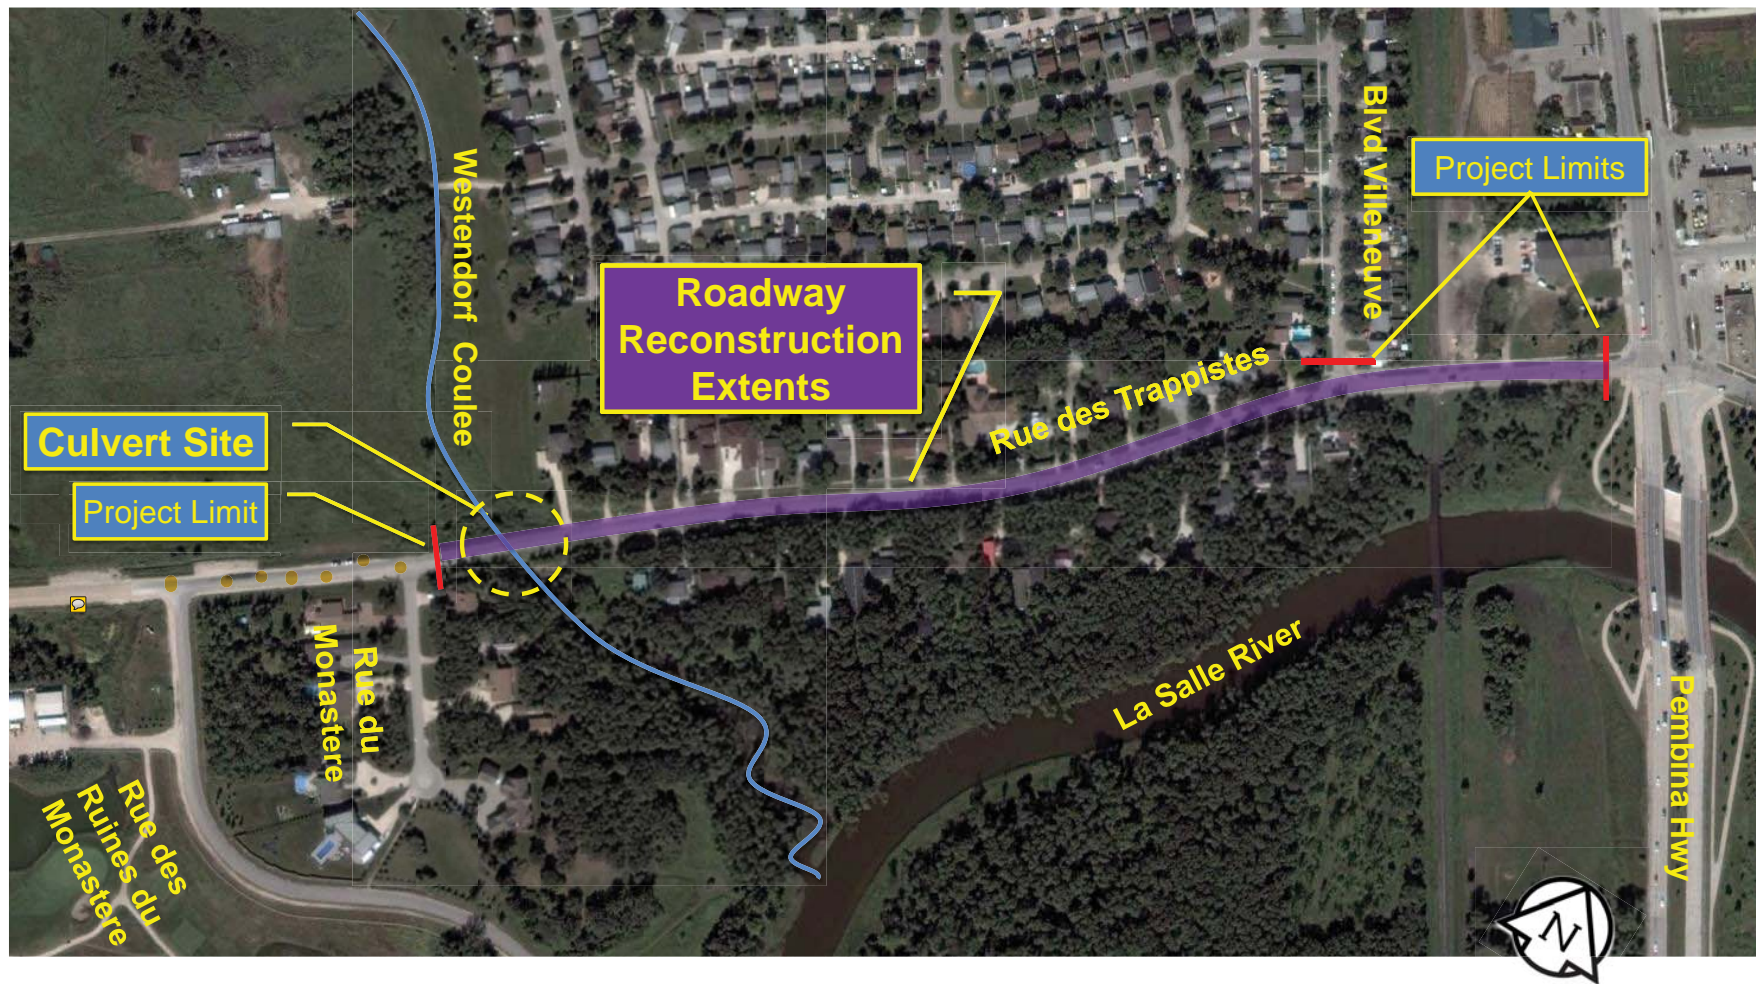 Westendorf Coulee
Blvd Villeneuve
Project Limits
Roadway
Reconstruction
Extents
Rue des Trappistes
Culvert Site
Project Limit
Rue du
Monastere
La Salle River
Pembina Hwy
Rue des
Ruines du
Monastere
N